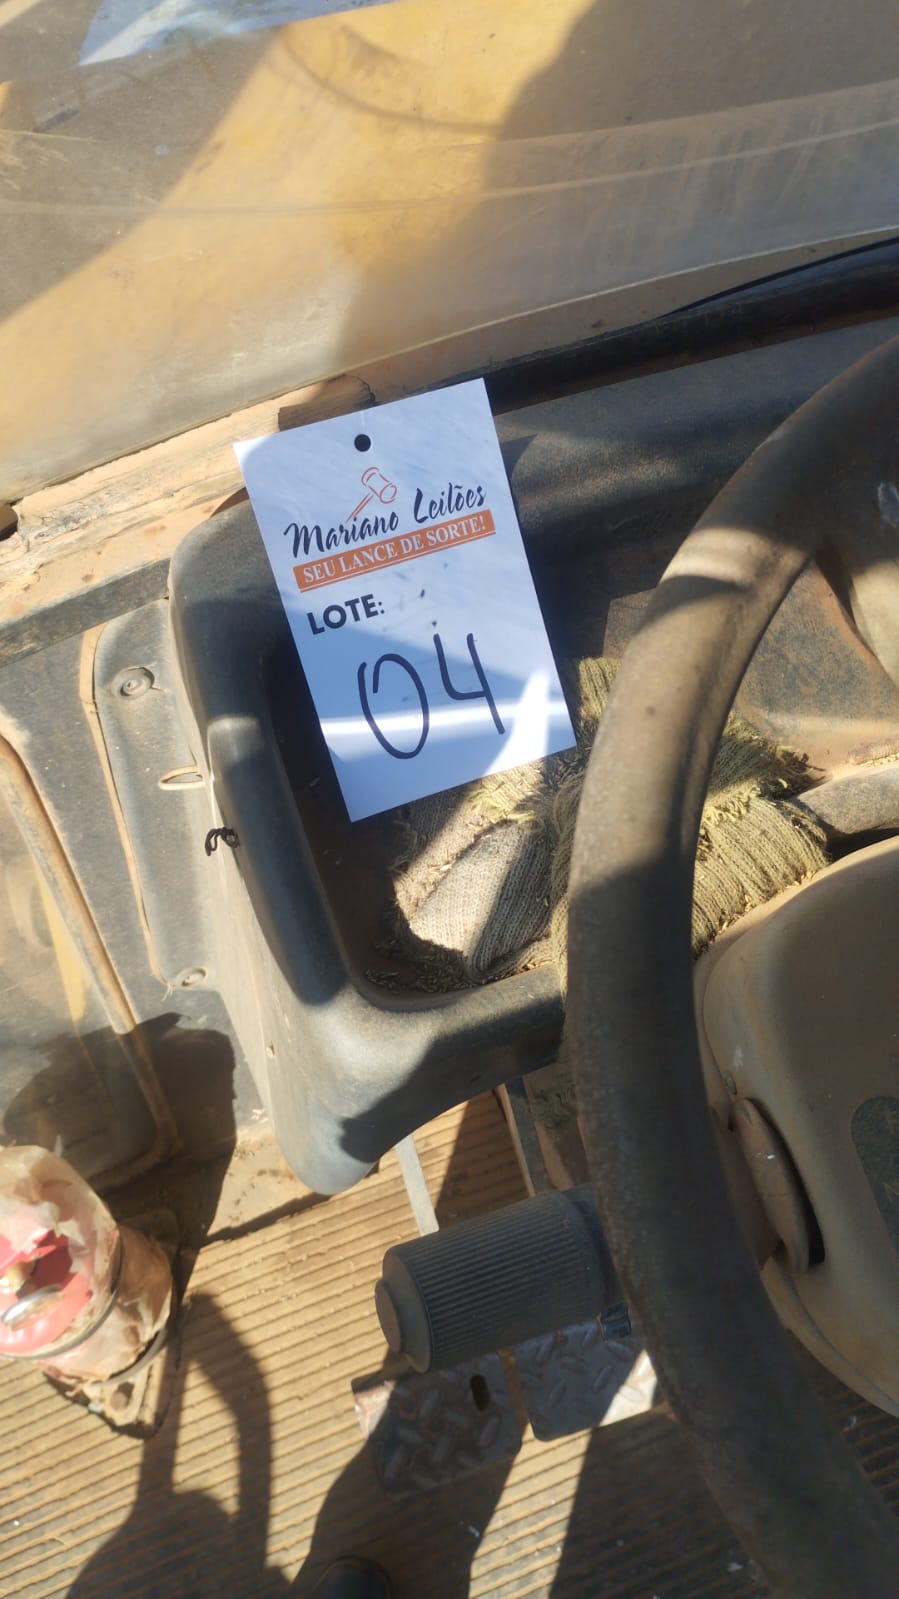 Mariano Leilões
SEU LANCE DE SORTE!
LOTE:
04